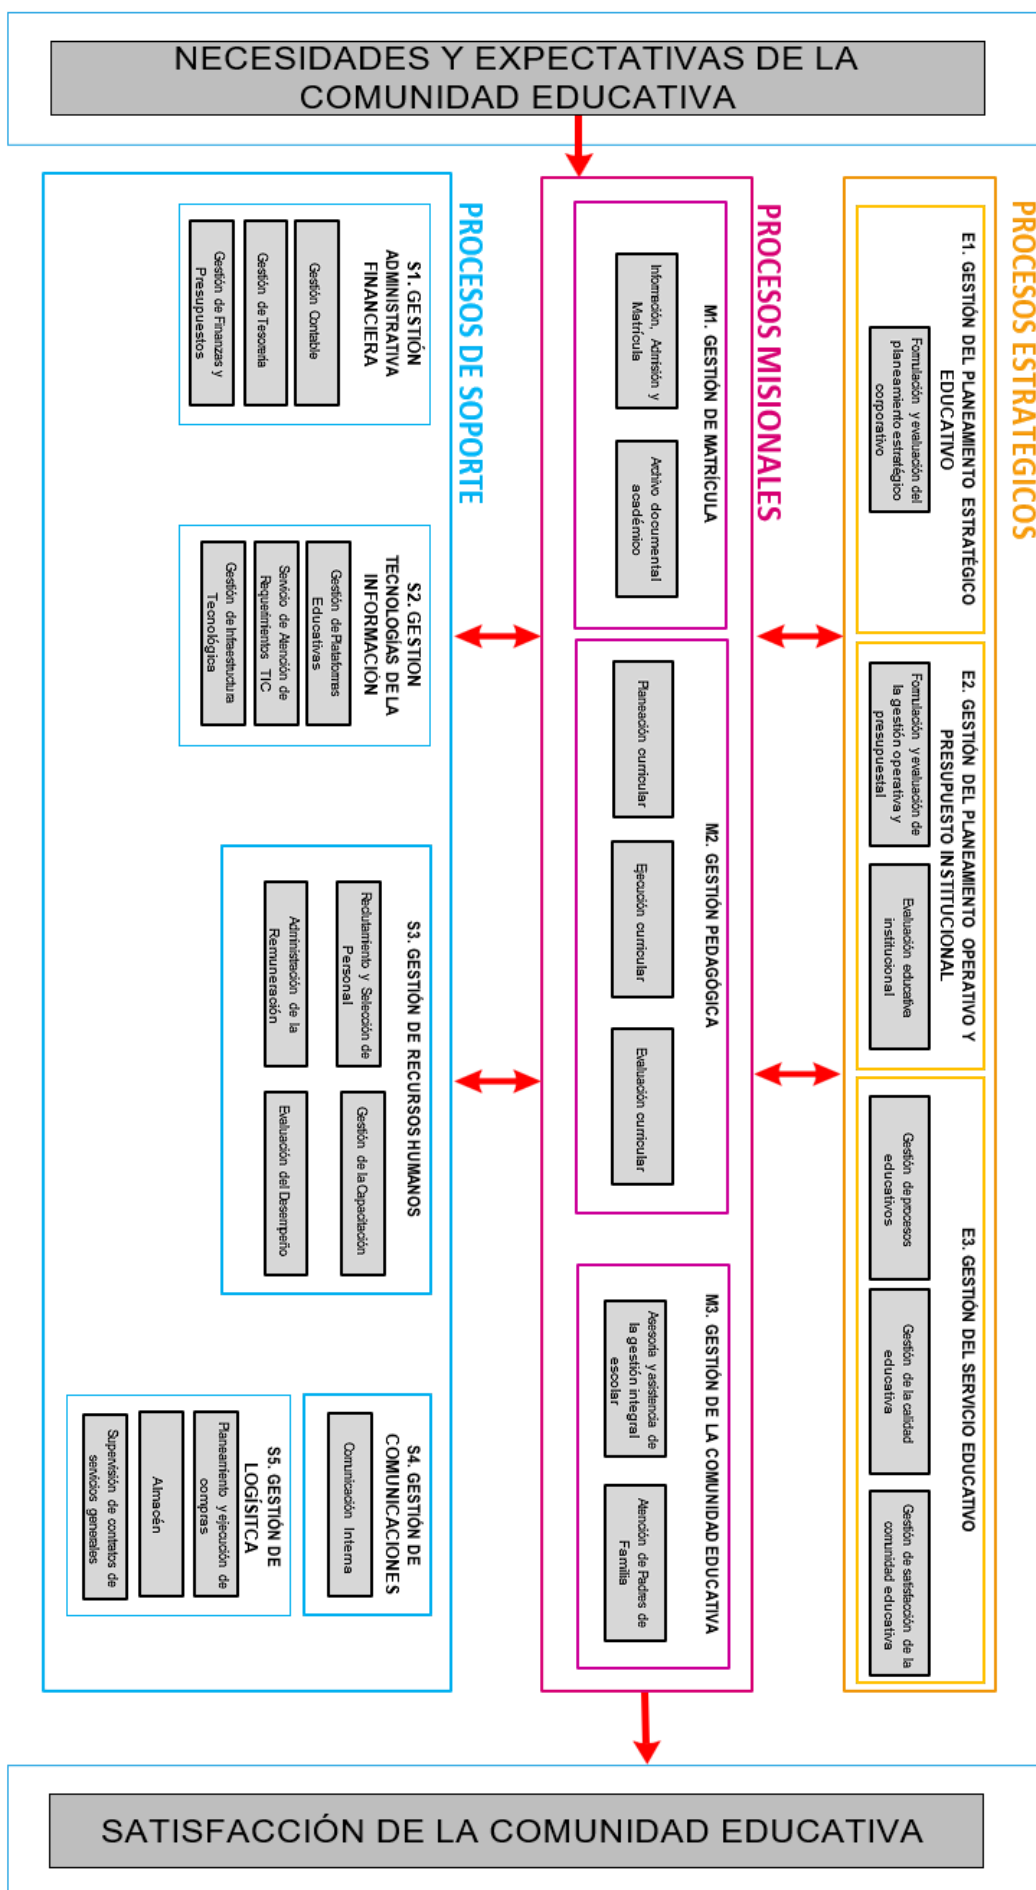 NECESIDADES Y EXPECTATIVAS DE LA
COMUNIDAD EDUCATIVA
PROCESOS ESTRATÉGICOS
E1. GESTIÓN DEL PLANEAMIENTO ESTRATÉGICO
EDUCATIVO
Formulación y evaluación del
planeamiento estratégico
corporativo
E2. GESTIÓN DEL PLANEAMIENTO OPERATIVO Y
PRESUPUESTO INSTITUCIONAL
Formulación y evaluación de
la gestión operativa y
presupuestal
Evaluación educativa
institucional
E3. GESTIÓN DEL SERVICIO EDUCATIVO
Gestión de procesos
educativos
Gestión de la calidad
educativa
Gestión de satisfacción de la
comunidad educativa
PROCESOS MISIONALES
M1. GESTIÓN DE MATRÍCULA
Información, Admisión y
Matrícula
Archivo documental
académico
M2. GESTIÓN PEDAGÓGICA
Planeación curricular
Ejecución curricular
Evaluación curricular
M3. GESTIÓN DE LA COMUNIDAD EDUCATIVA
Asesoría y asistencia de
la gestión integral
escolar
Atención de Padres de
Familia
PROCESOS DE SOPORTE
S1. GESTIÓN
ADMINISTRATIVA
FINANCIERA
Gestión Contable
Gestión de Tesorería
Gestión de Finanzas y
Presupuestos
S2. GESTION
TECNOLOGÍAS DE LA
INFORMACIÓN
Gestión de Plataformas
Educativas
Servicio de Atención de
Requerimientos TIC
Gestión de Infraestructura
Tecnológica
S3. GESTIÓN DE RECURSOS HUMANOS
Reclutamiento y Selección de
Personal
Gestión de la Capacitación
Administración de la
Remuneración
Evaluación del Desempeño
S4. GESTIÓN DE
COMUNICACIONES
Comunicación Interna
S5. GESTIÓN DE
LOGÍSITCA
Planeamiento y ejecución de
compras
Almacén
Supervisión de contratos de
servicios generales
SATISFACCIÓN DE LA COMUNIDAD EDUCATIVA